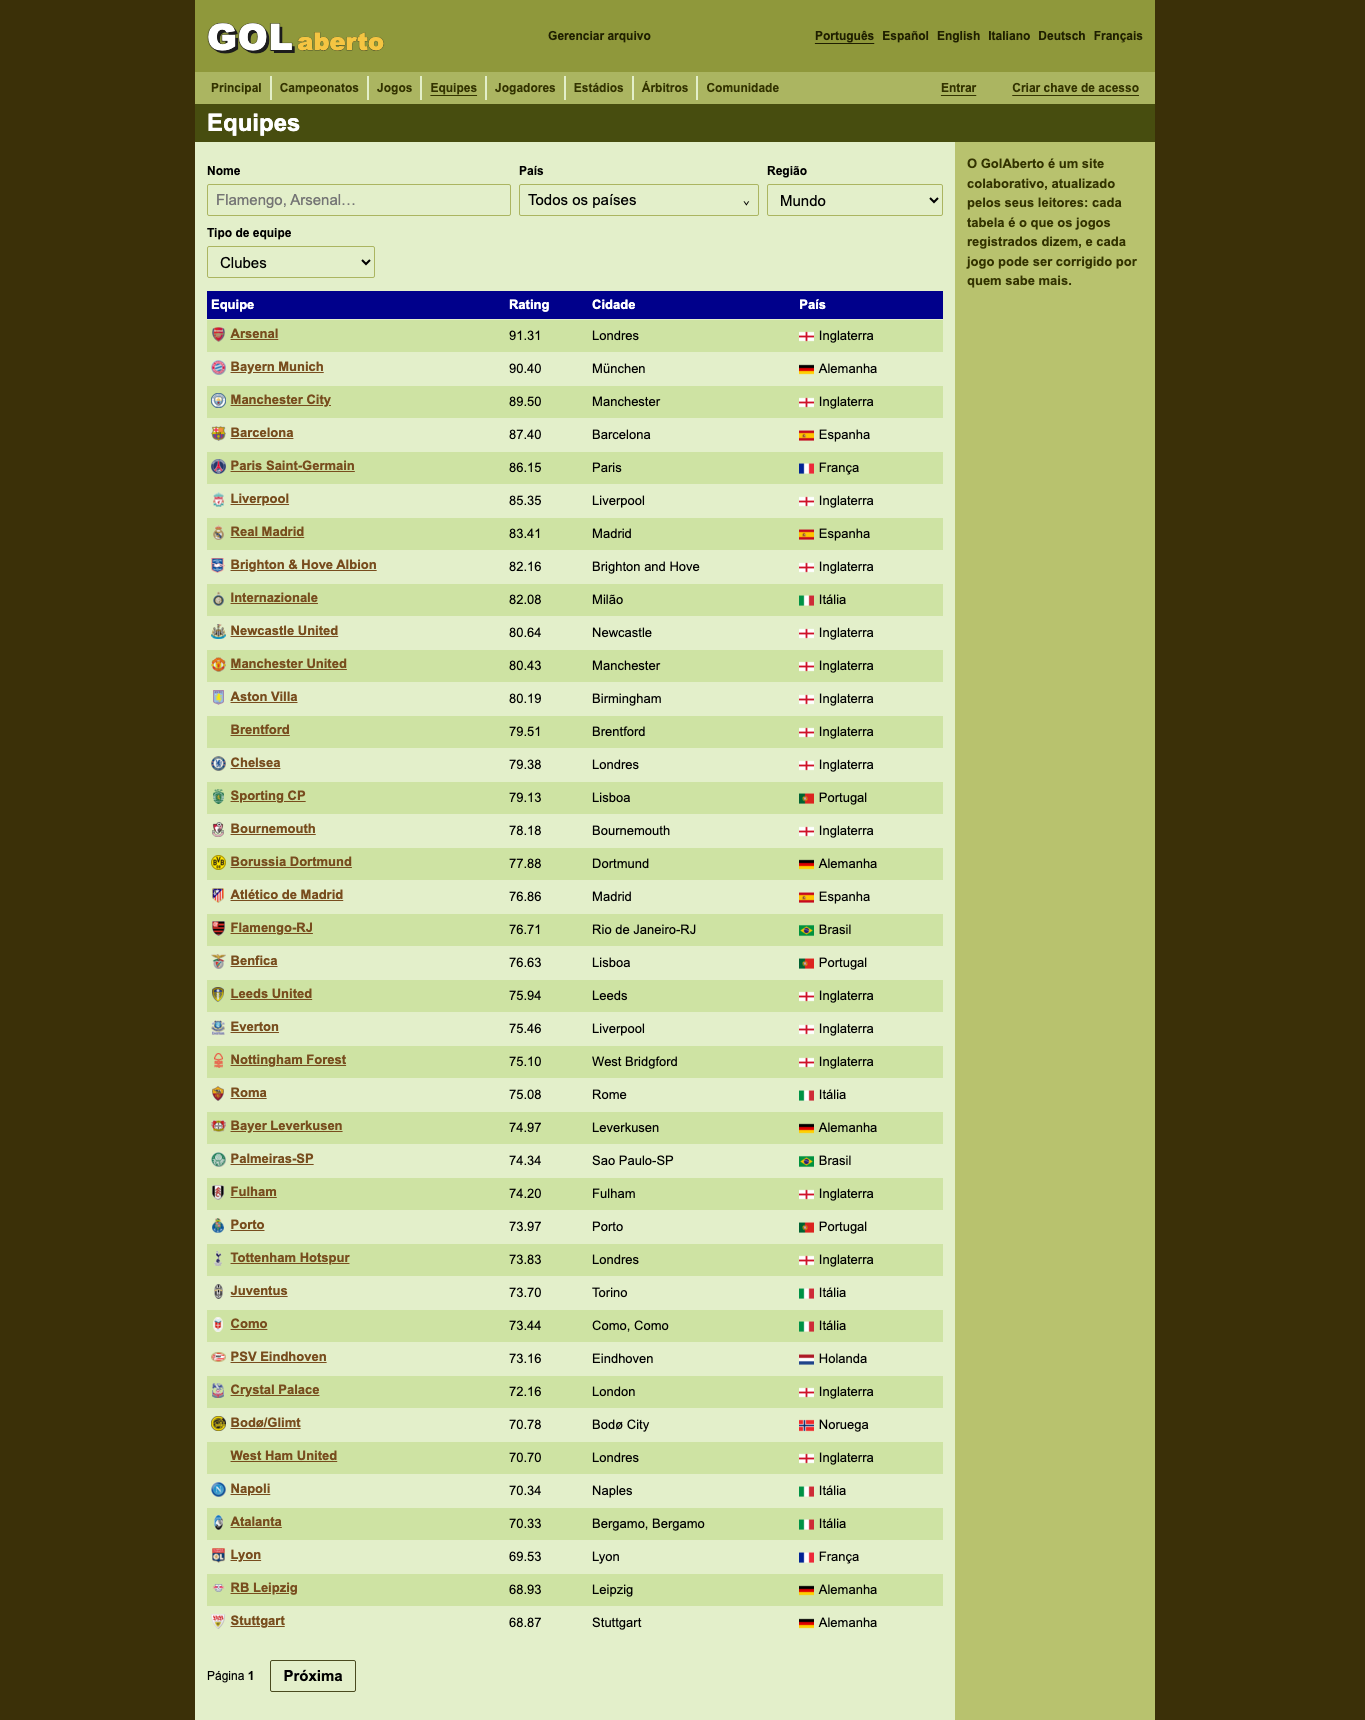 GOL aberto
Gerenciar arquivo
Português Español English Italiano Deutsch Français
Principal Campeonatos Jogos Equipes Jogadores Estádios Árbitros Comunidade Entrar Criar chave de acesso
Equipes
Nome País Região
Flamengo, Arsenal... Todos os países Mundo
Tipo de equipe
Clubes
O GolAberto é um site
colaborativo, atualizado
pelos seus leitores: cada
tabela é o que os jogos
registrados dizem, e cada
jogo pode ser corrigido por
quem sabe mais.
Equipe Rating Cidade País
Arsenal 91.31 Londres Inglaterra
Bayern Munich 90.40 München Alemanha
Manchester City 89.50 Manchester Inglaterra
Barcelona 87.40 Barcelona Espanha
Paris Saint-Germain 86.15 Paris França
Liverpool 85.35 Liverpool Inglaterra
Real Madrid 83.41 Madrid Espanha
Brighton & Hove Albion 82.16 Brighton and Hove Inglaterra
Internazionale 82.08 Milão Itália
Newcastle United 80.64 Newcastle Inglaterra
Manchester United 80.43 Manchester Inglaterra
Aston Villa 80.19 Birmingham Inglaterra
Brentford 79.51 Brentford Inglaterra
Chelsea 79.38 Londres Inglaterra
Sporting CP 79.13 Lisboa Portugal
Bournemouth 78.18 Bournemouth Inglaterra
Borussia Dortmund 77.88 Dortmund Alemanha
Atlético de Madrid 76.86 Madrid Espanha
Flamengo-RJ 76.71 Rio de Janeiro-RJ Brasil
Benfica 76.63 Lisboa Portugal
Leeds United 75.94 Leeds Inglaterra
Everton 75.46 Liverpool Inglaterra
Nottingham Forest 75.10 West Bridgford Inglaterra
Roma 75.08 Rome Itália
Bayer Leverkusen 74.97 Leverkusen Alemanha
Palmeiras-SP 74.34 Sao Paulo-SP Brasil
Fulham 74.20 Fulham Inglaterra
Porto 73.97 Porto Portugal
Tottenham Hotspur 73.83 Londres Inglaterra
Juventus 73.70 Torino Itália
Como 73.44 Como, Como Itália
PSV Eindhoven 73.16 Eindhoven Holanda
Crystal Palace 72.16 London Inglaterra
Bodø/Glimt 70.78 Bodø City Noruega
West Ham United 70.70 Londres Inglaterra
Napoli 70.34 Naples Itália
Atalanta 70.33 Bergamo, Bergamo Itália
Lyon 69.53 Lyon França
RB Leipzig 68.93 Leipzig Alemanha
Stuttgart 68.87 Stuttgart Alemanha
Página 1 Próxima